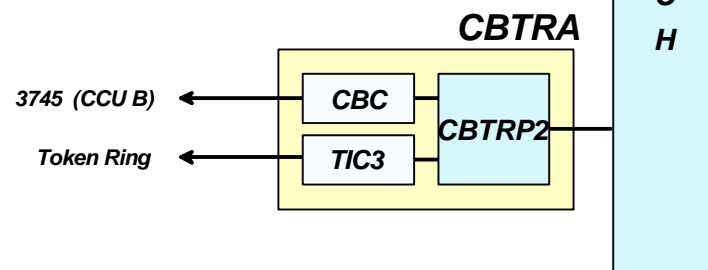 CBTRA
H
3745 (CCU B)
CBC
CBTRP2
Token Ring
TIC3